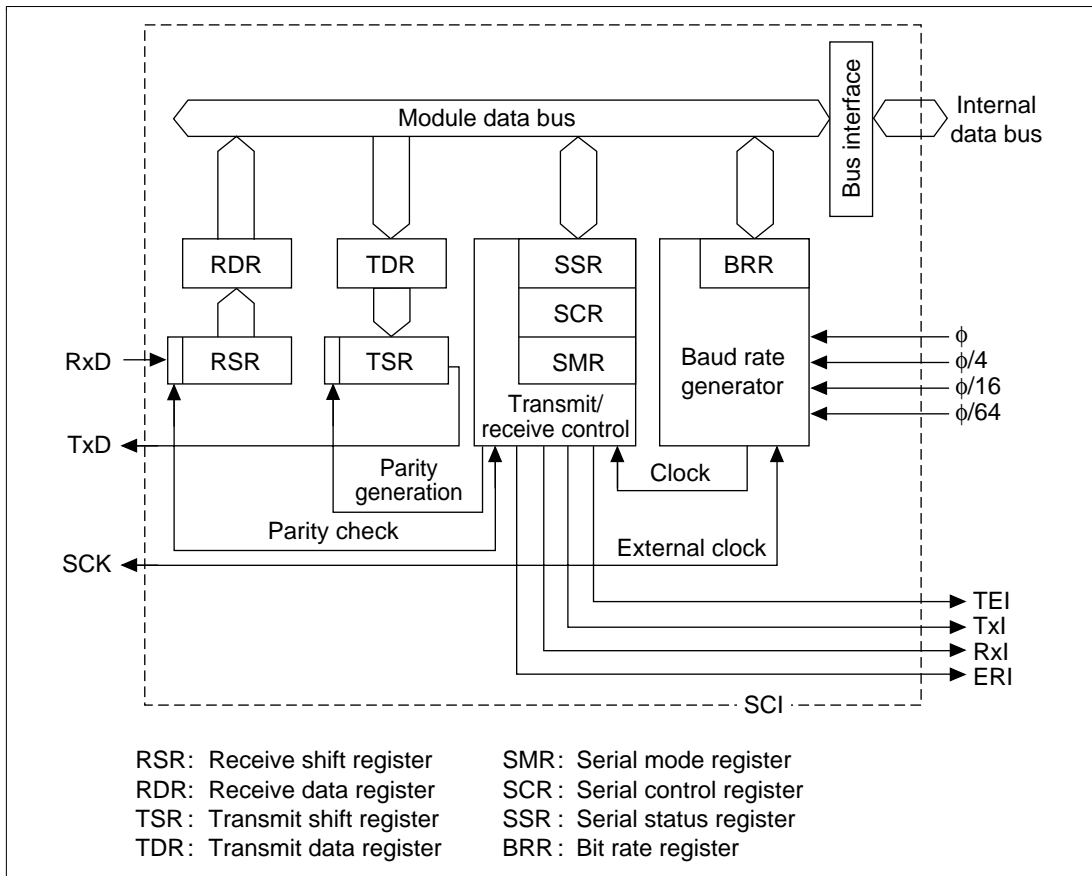 Module data bus
Bus interface
Internal
data bus
RDR
TDR
SSR
BRR
SCR
RxD
RSR
TSR
SMR
Baud rate
generator
ϕ
ϕ/4
ϕ/16
ϕ/64
Transmit/
receive control
TxD
Parity
generation
Clock
Parity check
SCK
External clock
TEI
TxI
RxI
ERI
SCI
RSR: Receive shift register
RDR: Receive data register
TSR: Transmit shift register
TDR: Transmit data register
SMR: Serial mode register
SCR: Serial control register
SSR: Serial status register
BRR: Bit rate register